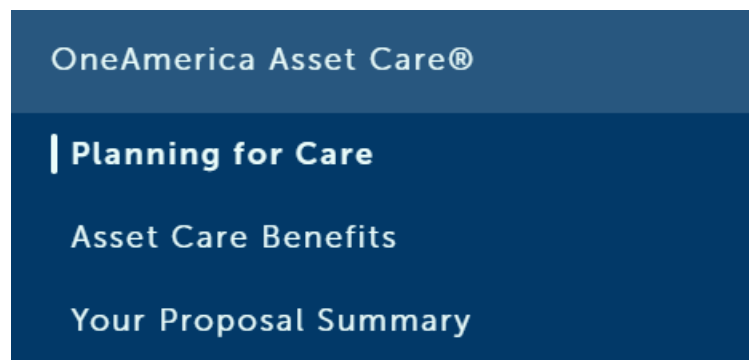 OneAmerica Asset Care®
Planning for Care
Asset Care Benefits
Your Proposal Summary